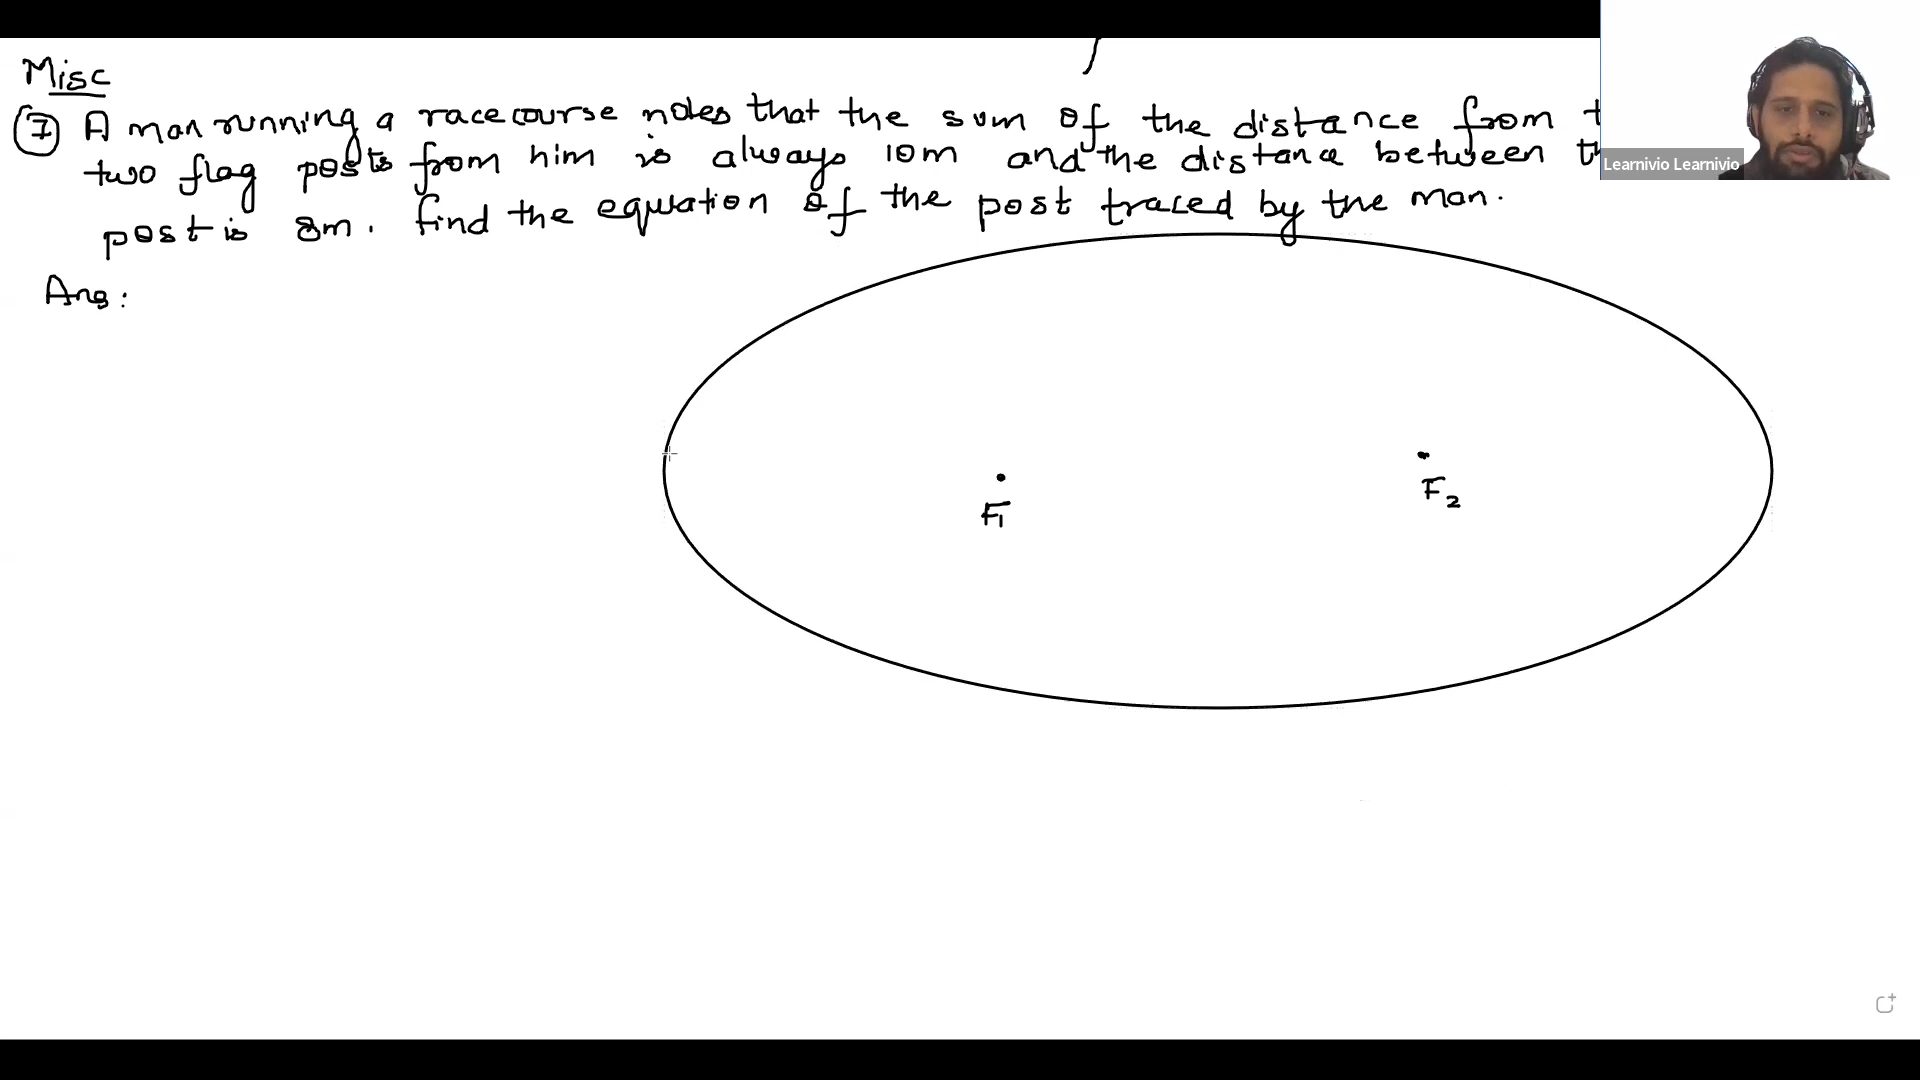 Misc
(7) A man running a racecourse notes that the sum of the distance from
two flag posts from him is always 10m and the distance between
post is 8m. find the equation of the post traced by the man.
Ans:
F1
F2
Learnivio Learnivio